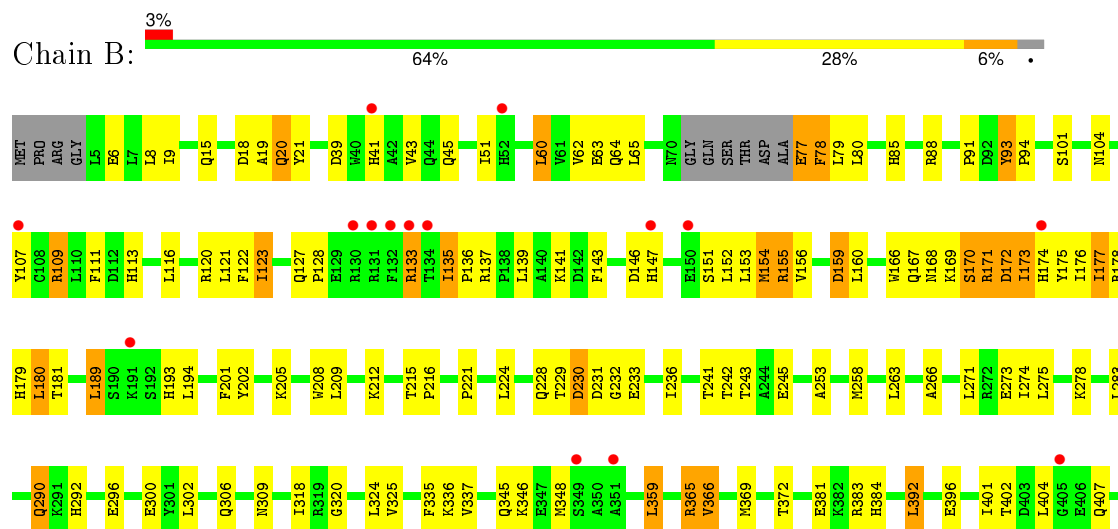 3%
Chain B:
64% 28% 6% •
MET PRO ARG GLY L5 E6 L7 L8 I9 Q15 D18 A19 Q20 Y21 D39 W40 H41 A42 V43 Q44 Q45 I51 H52 L60 V61 V62 E63 Q64 L65 N70 GLY GLN SER THR ASP ALA E77 F78 L79 L80 H85 R88 P91 D92 Y93 P94 S101 N104
Y107 C108 R109 L110 F111 D112 H113 L116 R120 L121 F122 I123 Q127 P128 E129 R130 R131 F132 R133 T134 I135 P136 R137 P138 L139 A140 K141 D142 F143 D146 H147 E150 S151 L152 L153 M154 R155 V156 D159 L160 W166 Q167 N168 K169 S170 R171 D172 I173 H174 Y175 I176 I177
H179 L180 T181 L189 S190 K191 S192 H193 L194 F201 Y202 K205 W208 L209 K212 T215 P216 P221 L224 Q228 T229 D230 D231 G232 E233 I236 T241 T242 T243 A244 E245 A253 M258 L263 A266 L271 R272 E273 I274 L275 K278
Q290 K291 H292 E296 E300 Y301 L302 Q306 N309 I318 R319 G320 L324 V325 F335 K336 V337 Q345 K346 E347 M348 S349 A350 A351 L359 R365 V366 M369 T372 E381 K382 R383 H384 L392 E396 I401 T402 D403 L404 G405 E406 Q407